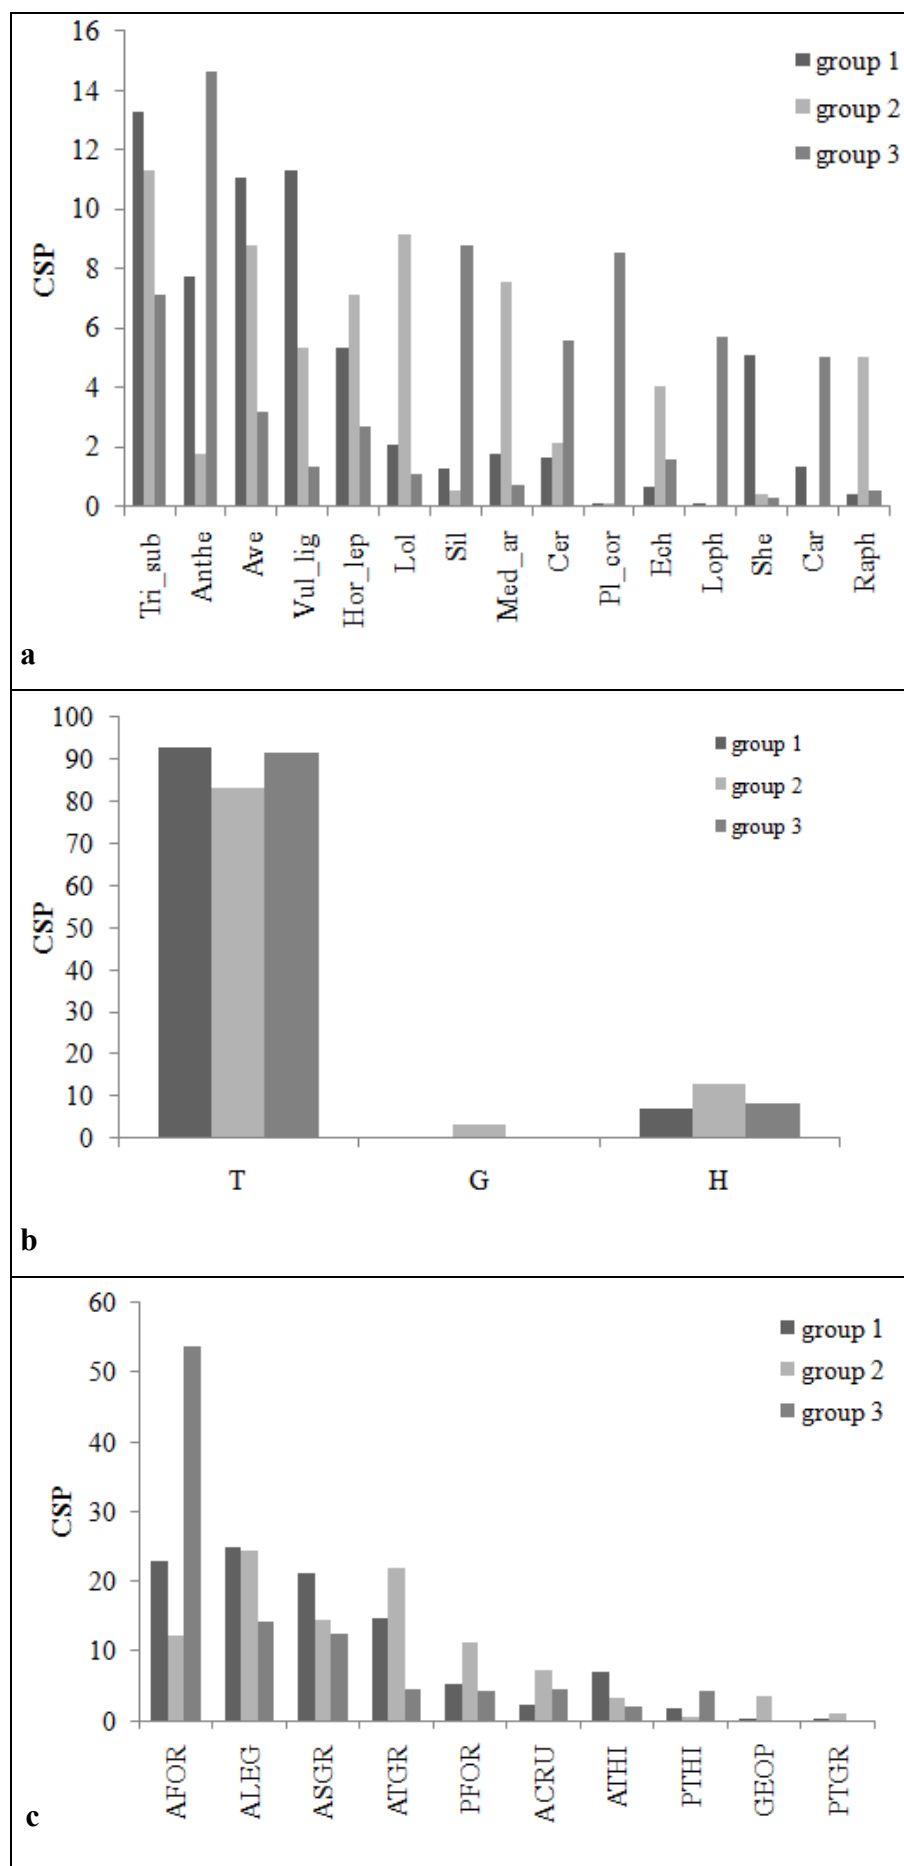 16
14
12
10
8
6
4
2
0
CSP
group 1
group 2
group 3
Tri_sub
Anthe
Ave
Vul_lig
Hor_lep
Lol
Sil
Med_ar
Cer
Pl_cor
Ech
Loph
She
Car
Raph
a
100
90
80
70
60
50
40
30
20
10
0
CSP
group 1
group 2
group 3
T G H
b
60
50
40
30
20
10
0
CSP
group 1
group 2
group 3
AFOR
ALEG
ASGR
ATGR
PFOR
ACRU
ATHI
PTHI
GEOP
PTGR
c